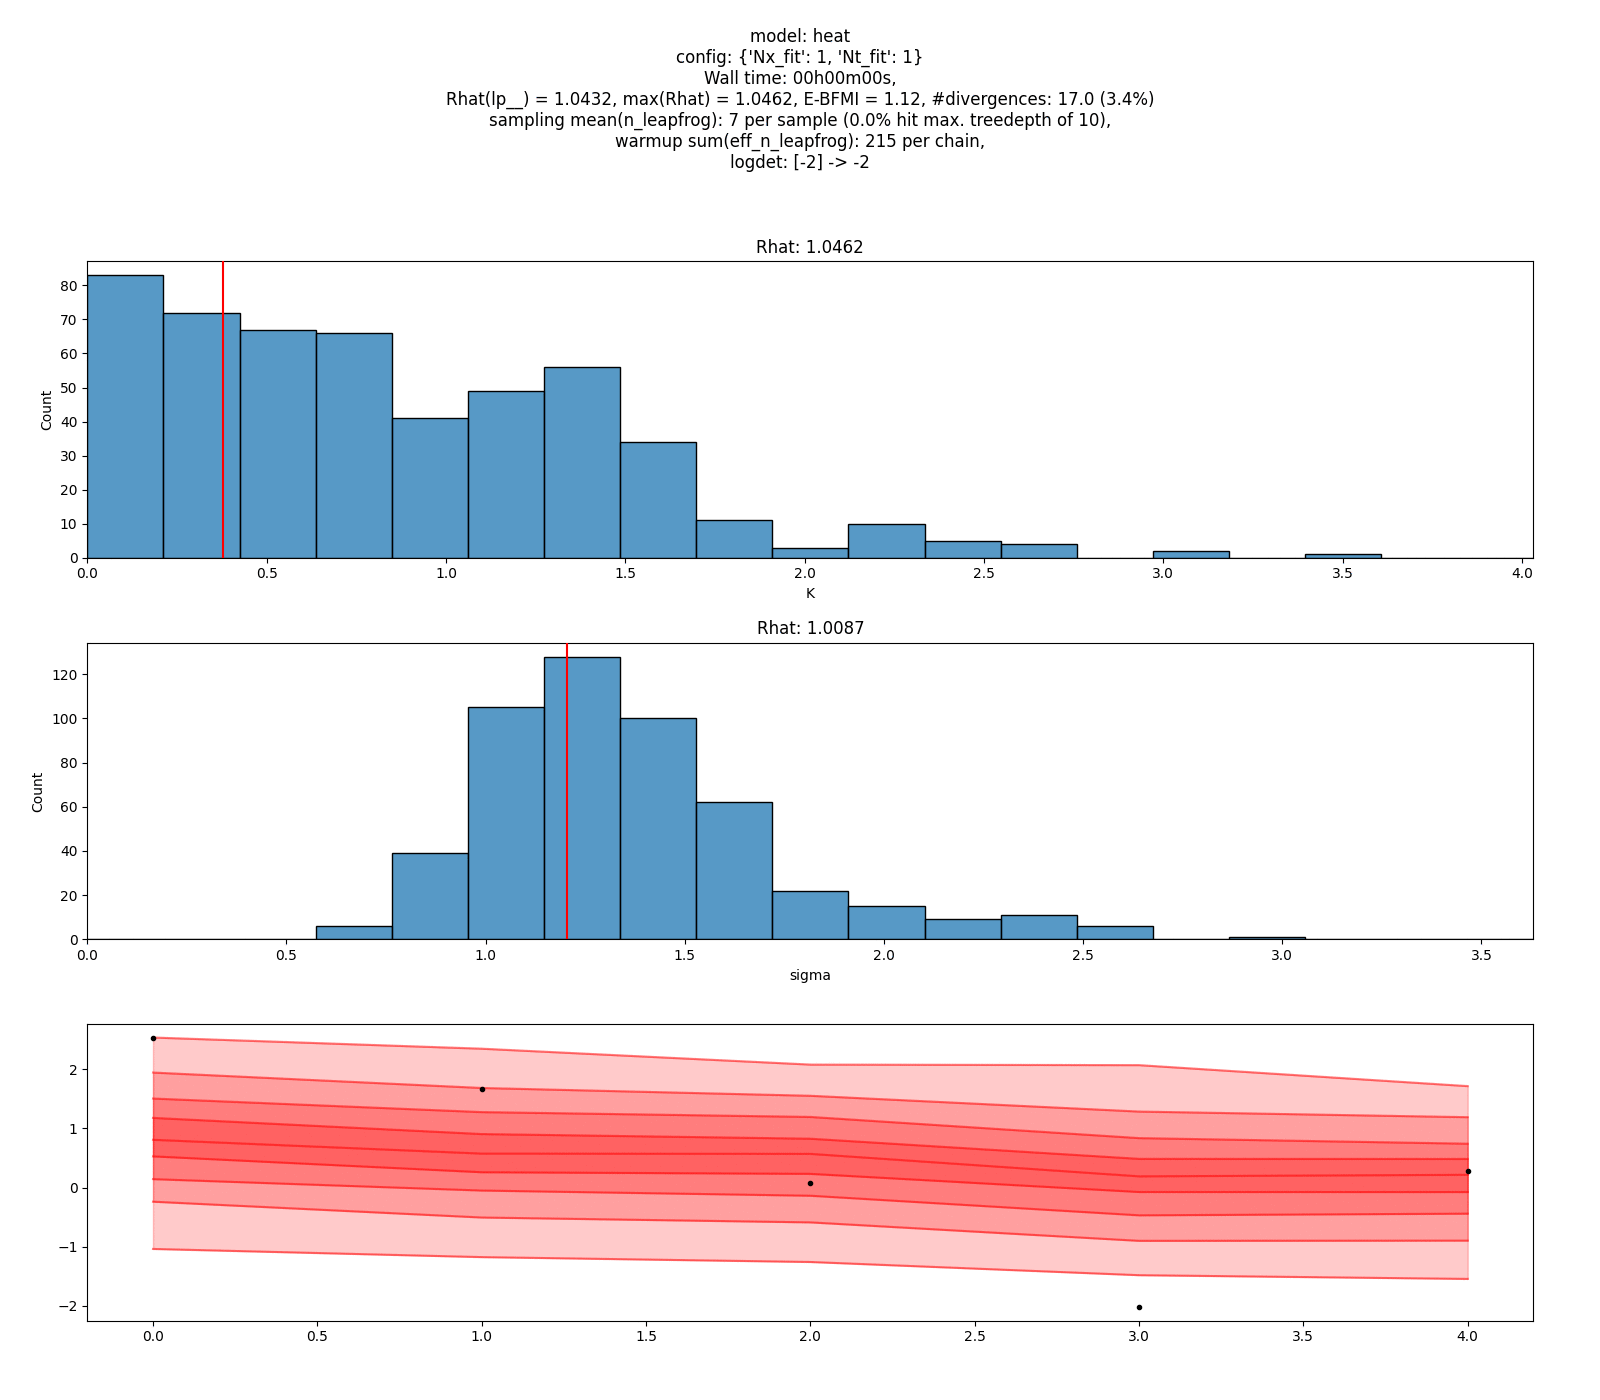 model: heat
config: {'Nx_fit': 1, 'Nt_fit': 1}
Wall time: 00h00m00s,
Rhat(lp__) = 1.0432, max(Rhat) = 1.0462, E-BFMI = 1.12, #divergences: 17.0 (3.4%)
sampling mean(n_leapfrog): 7 per sample (0.0% hit max. treedepth of 10),
warmup sum(eff_n_leapfrog): 215 per chain,
logdet: [-2] -> -2
Rhat: 1.0462
80
70
60
50
40
30
20
10
0
Count
0.0 0.5 1.0 1.5 2.0 2.5 3.0 3.5 4.0
K
Rhat: 1.0087
120
100
80
60
40
20
0
Count
0.0 0.5 1.0 1.5 2.0 2.5 3.0 3.5
sigma
2
1
0
−1
−2
0.0 0.5 1.0 1.5 2.0 2.5 3.0 3.5 4.0